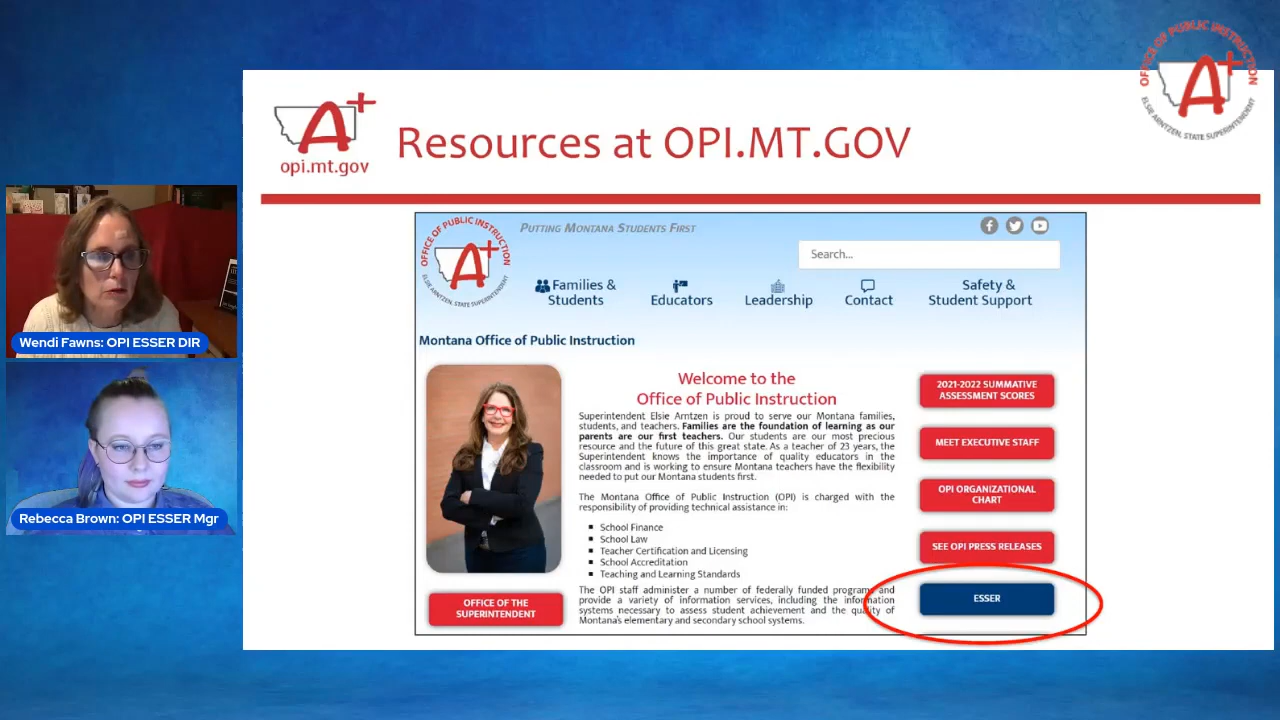 OFFICE OF PUBLIC INSTRUCTION
A+
ELSIE ARNTZEN, STATE SUPERINTENDENT
A+
opi.mt.gov
Resources at OPI.MT.GOV
Wendi Fawns: OPI ESSER DIR
Rebecca Brown: OPI ESSER Mgr
OFFICE OF PUBLIC INSTRUCTION
A+
ELSIE ARNTZEN, STATE SUPERINTENDENT
PUTTING MONTANA STUDENTS FIRST
Search...
Families &
Students
Educators
Leadership
Contact
Safety &
Student Support
Montana Office of Public Instruction
OFFICE OF THE
SUPERINTENDENT
Welcome to the
Office of Public Instruction
Superintendent Elsie Arntzen is proud to serve our Montana families,
students, and teachers. Families are the foundation of learning as our
parents are our first teachers. Our students are our most precious
resource and the future of this great state. As a teacher of 23 years, the
Superintendent knows the importance of quality educators in the
classroom and is working to ensure Montana teachers have the flexibility
needed to put our Montana students first.
The Montana Office of Public Instruction (OPI) is charged with the
responsibility of providing technical assistance in:
▪ School Finance
▪ School Law
▪ Teacher Certification and Licensing
▪ School Accreditation
▪ Teaching and Learning Standards
The OPI staff administer a number of federally funded programs and
provide a variety of information services, including the information
systems necessary to assess student achievement and the quality of
Montana's elementary and secondary school systems.
2021-2022 SUMMATIVE
ASSESSMENT SCORES
MEET EXECUTIVE STAFF
OPI ORGANIZATIONAL
CHART
SEE OPI PRESS RELEASES
ESSER